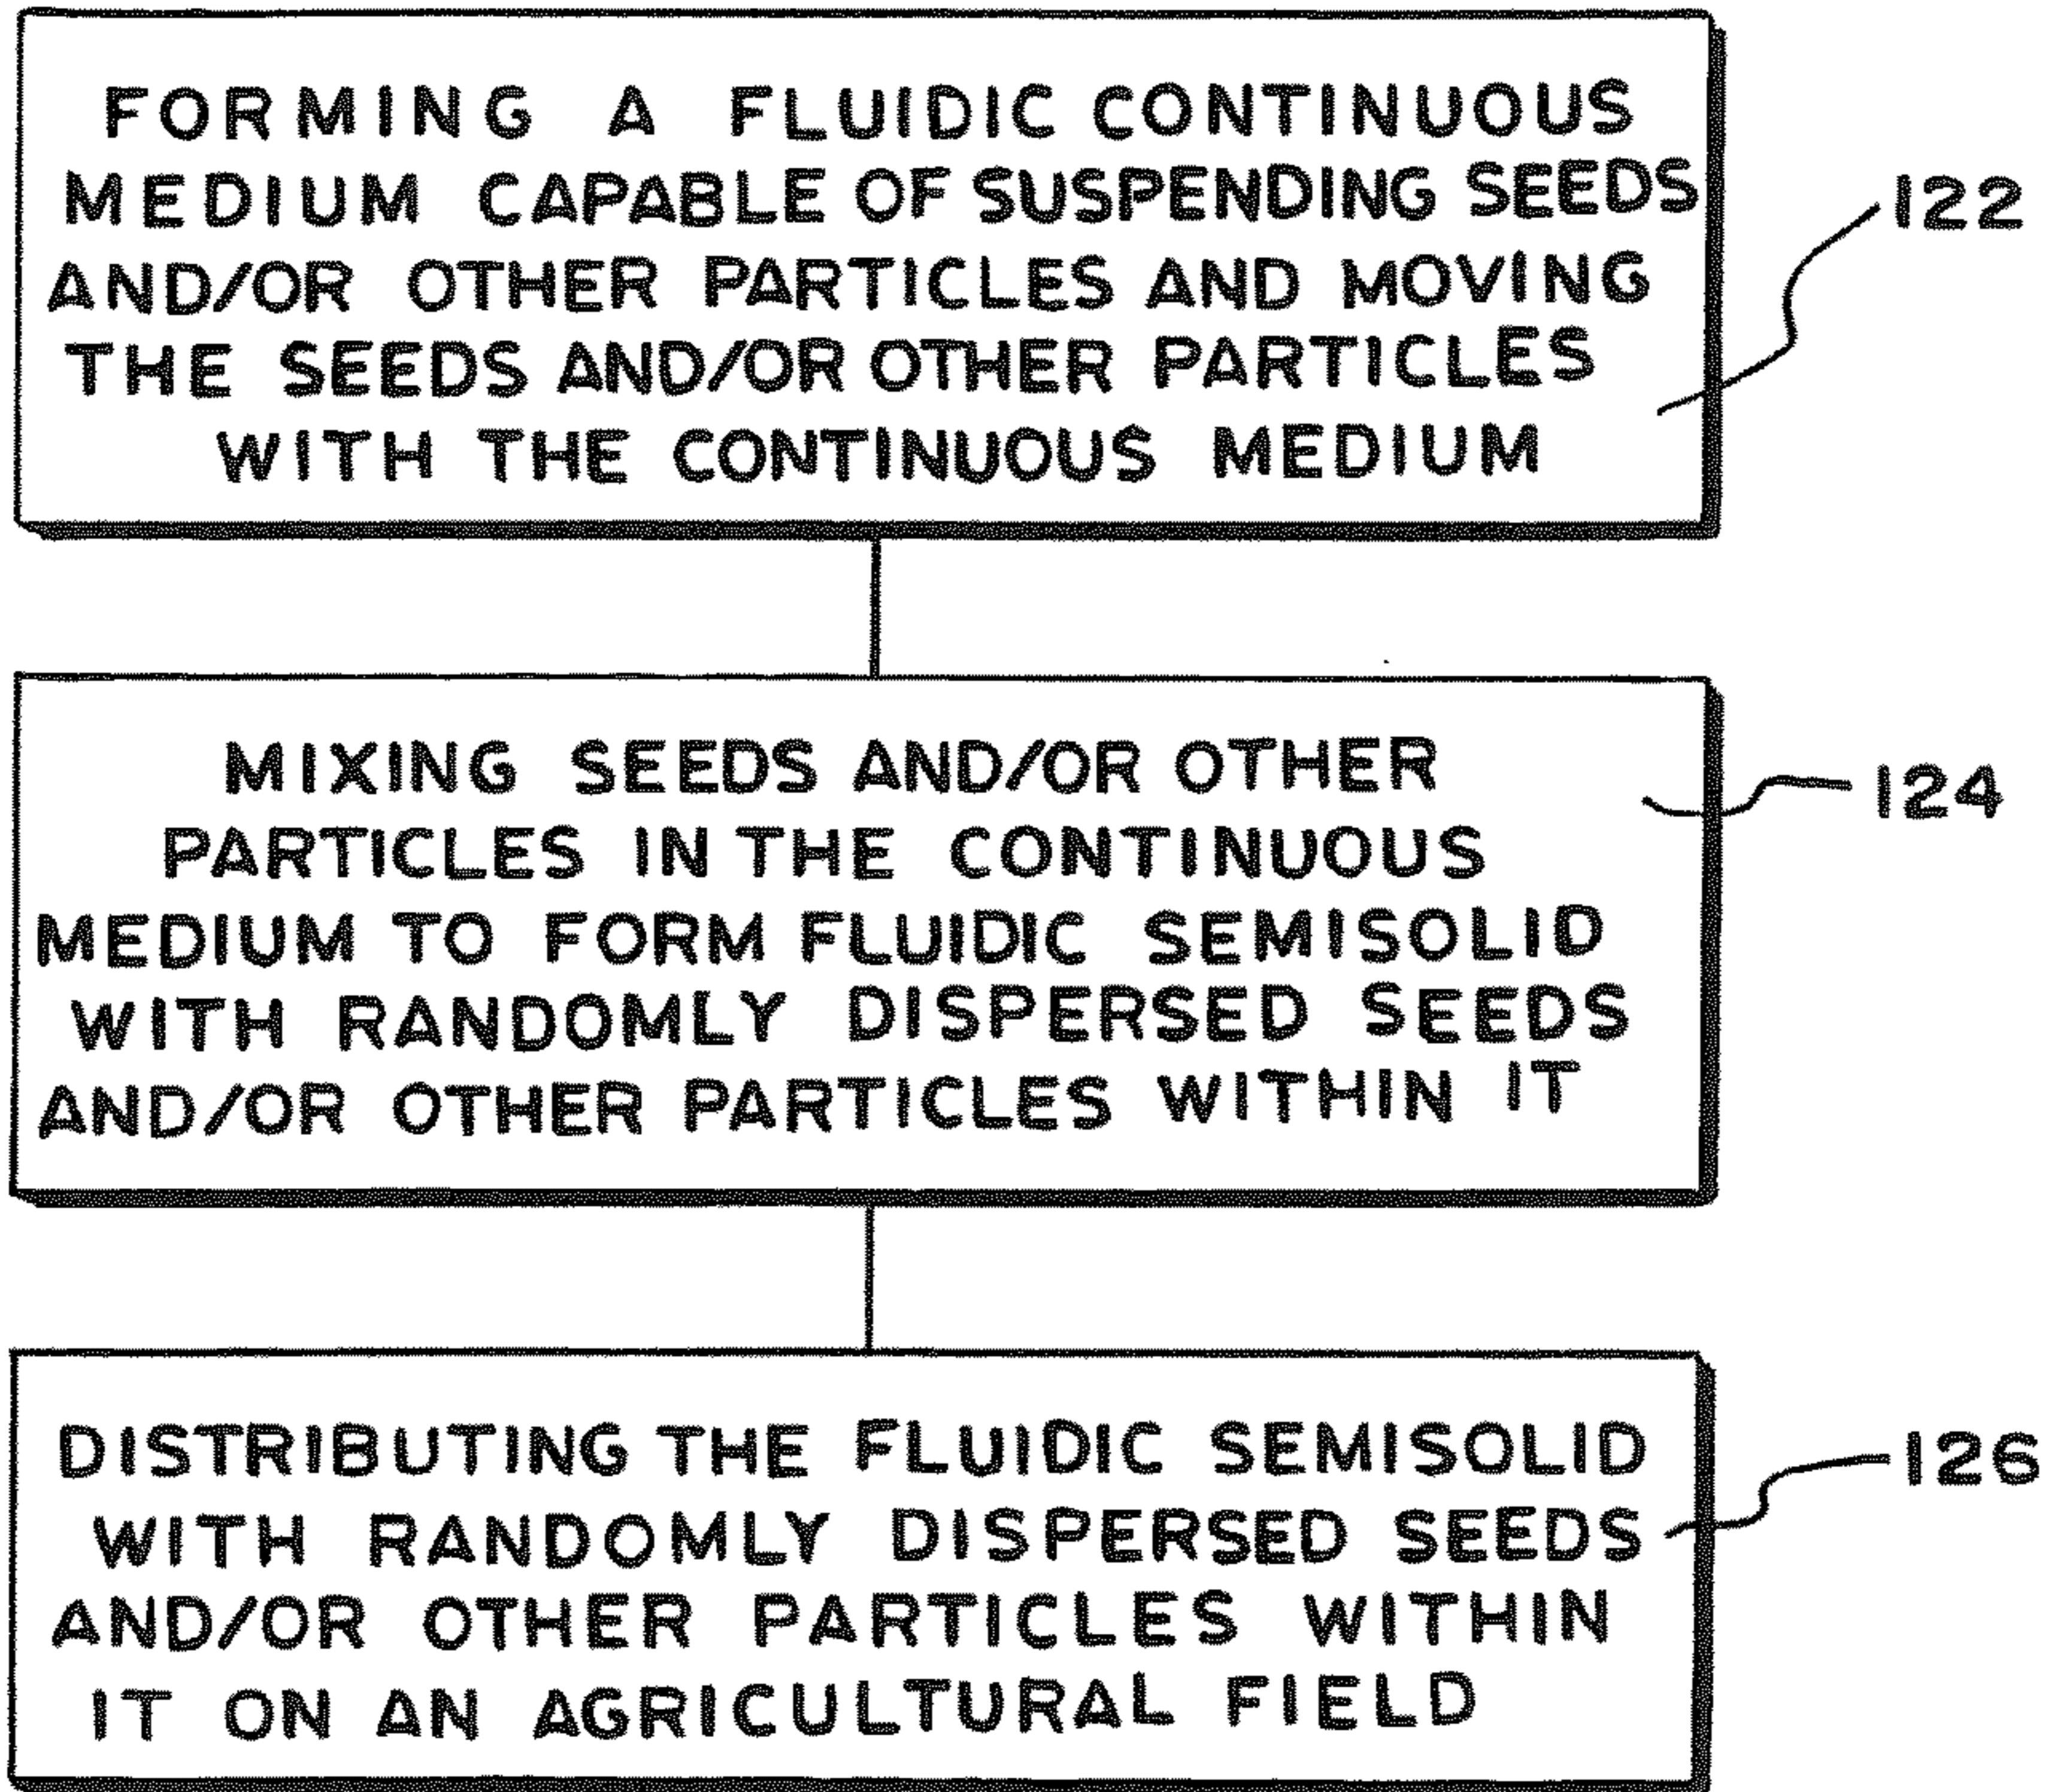 FORMING A FLUIDIC CONTINUOUS
MEDIUM CAPABLE OF SUSPENDING SEEDS
AND/OR OTHER PARTICLES AND MOVING
THE SEEDS AND/OR OTHER PARTICLES
WITH THE CONTINUOUS MEDIUM
122
MIXING SEEDS AND/OR OTHER
PARTICLES IN THE CONTINUOUS
MEDIUM TO FORM FLUIDIC SEMISOLID
WITH RANDOMLY DISPERSED SEEDS
AND/OR OTHER PARTICLES WITHIN IT
124
DISTRIBUTING THE FLUIDIC SEMISOLID
WITH RANDOMLY DISPERSED SEEDS
AND/OR OTHER PARTICLES WITHIN
IT ON AN AGRICULTURAL FIELD
126